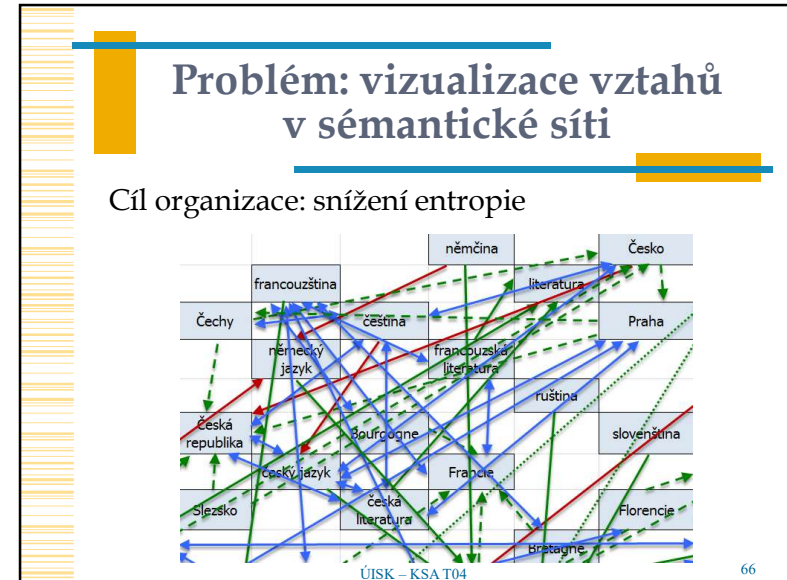 Problém: vizualizace vztahů
v sémantické síti
Cíl organizace: snížení entropie
němčina
Česko
francouzština
literatura
Čechy
čeština
Praha
německý
jazyk
francouzská
literatura
ruština
Česká
republika
Bourgogne
slovenština
český jazyk
Francie
Slezsko
česká
literatura
Florencie
Bretagne
ÚISK – KSA T04
66